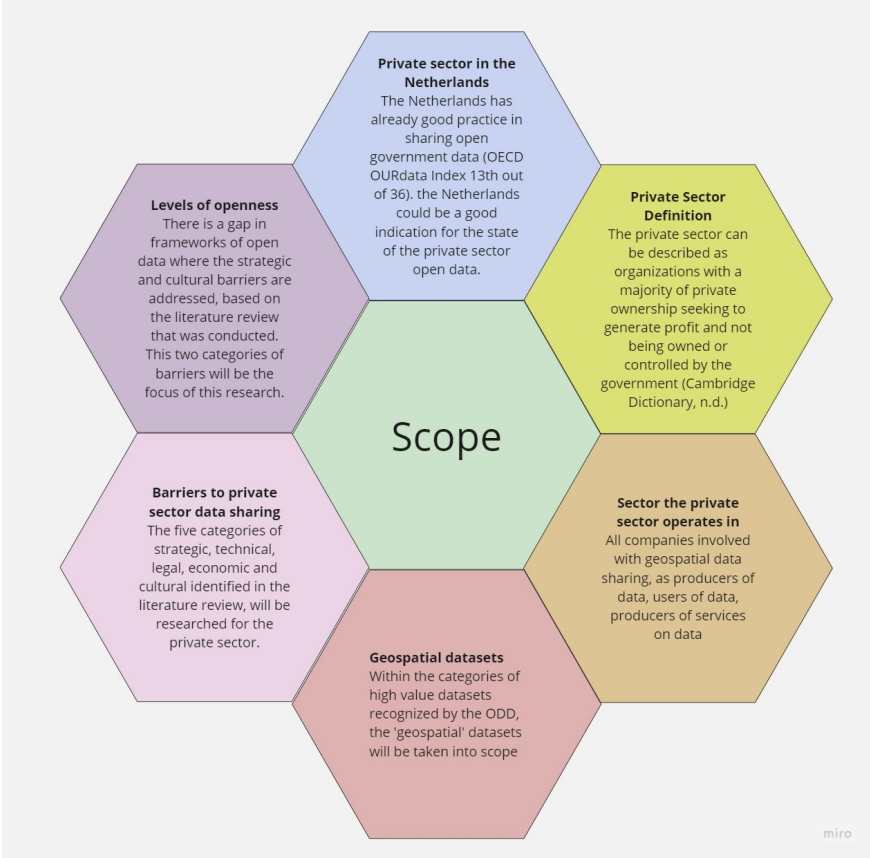 Private sector in the
Netherlands
The Netherlands has
already good practice in
sharing open
government data (OECD
OURdata Index 13th out
of 36). the Netherlands
could be a good
indication for the state
of the private sector
open data.
Levels of openness
There is a gap in
frameworks of open
data where the strategic
and cultural barriers are
addressed, based on
the literature review
that was conducted.
This two categories of
barriers will be the
focus of this research.
Private Sector
Definition
The private sector can
be described as
organizations with a
majority of private
ownership seeking to
generate profit and not
being owned or
controlled by the
government (Cambridge
Dictionary, n.d.)
Scope
Barriers to private
sector data sharing
The five categories of
strategic, technical,
legal, economic and
cultural identified in the
literature review, will be
researched for the
private sector.
Sector the private
sector operates in
All companies involved
with geospatial data
sharing, as producers of
data, users of data,
producers of services
on data
Geospatial datasets
Within the categories of
high value datasets
recognized by the ODD,
the 'geospatial' datasets
will be taken into scope
miro